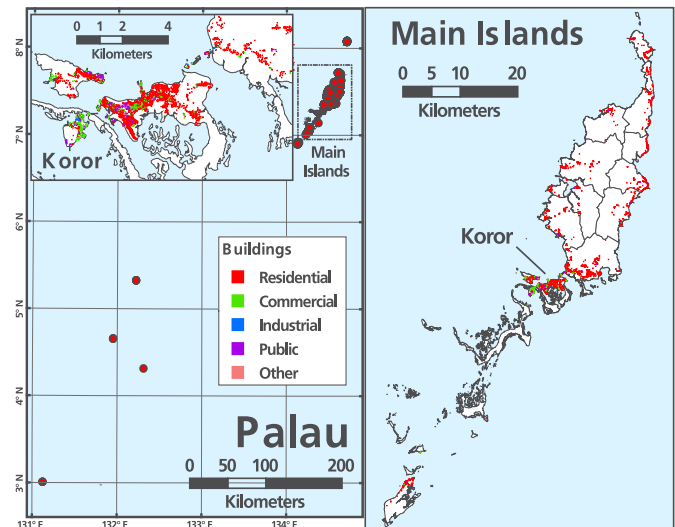 0 1 2 4
Kilometers
Koror
8° N
7° N
6° N
5° N
4° N
3° N
Main
Islands
Buildings
Residential
Commercial
Industrial
Public
Other
Palau
0 50 100 200
Kilometers
131° E 132° E 133° E 134° E
Main Islands
0 5 10 20
Kilometers
Koror